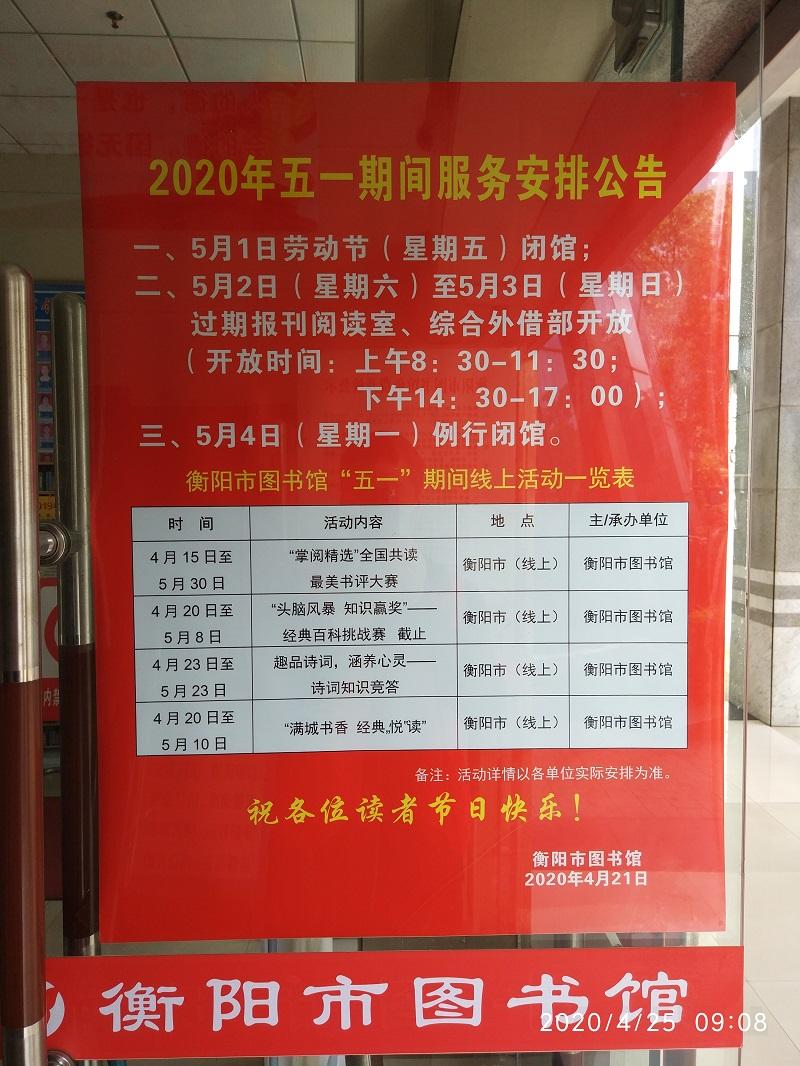 2020年五一期间服务安排公告
一、5月1日劳动节（星期五）闭馆；
二、5月2日（星期六）至5月3日（星期日）
过期报刊阅读室、综合外借部开放
（开放时间：上午8：30-11：30；
下午14：30-17：00）；
三、5月4日（星期一）例行闭馆。
衡阳市图书馆“五一”期间线上活动一览表
时 间 活动内容 地 点 主/承办单位
4月15日至 “掌阅精选”全国共读 衡阳市（线上） 衡阳市图书馆
5月30日 最美书评大赛
4月20日至 “头脑风暴 知识赢奖”—— 衡阳市（线上） 衡阳市图书馆
5月8日 经典百科挑战赛 截止
4月23日至 趣品诗词，涵养心灵—— 衡阳市（线上） 衡阳市图书馆
5月23日 诗词知识竞答
4月20日至 “满城书香 经典„悦”读” 衡阳市（线上） 衡阳市图书馆
5月10日
备注：活动详情以各单位实际安排为准。
祝各位读者节日快乐！
衡阳市图书馆
2020年4月21日
衡阳市图书馆
2020/4/25 09:08